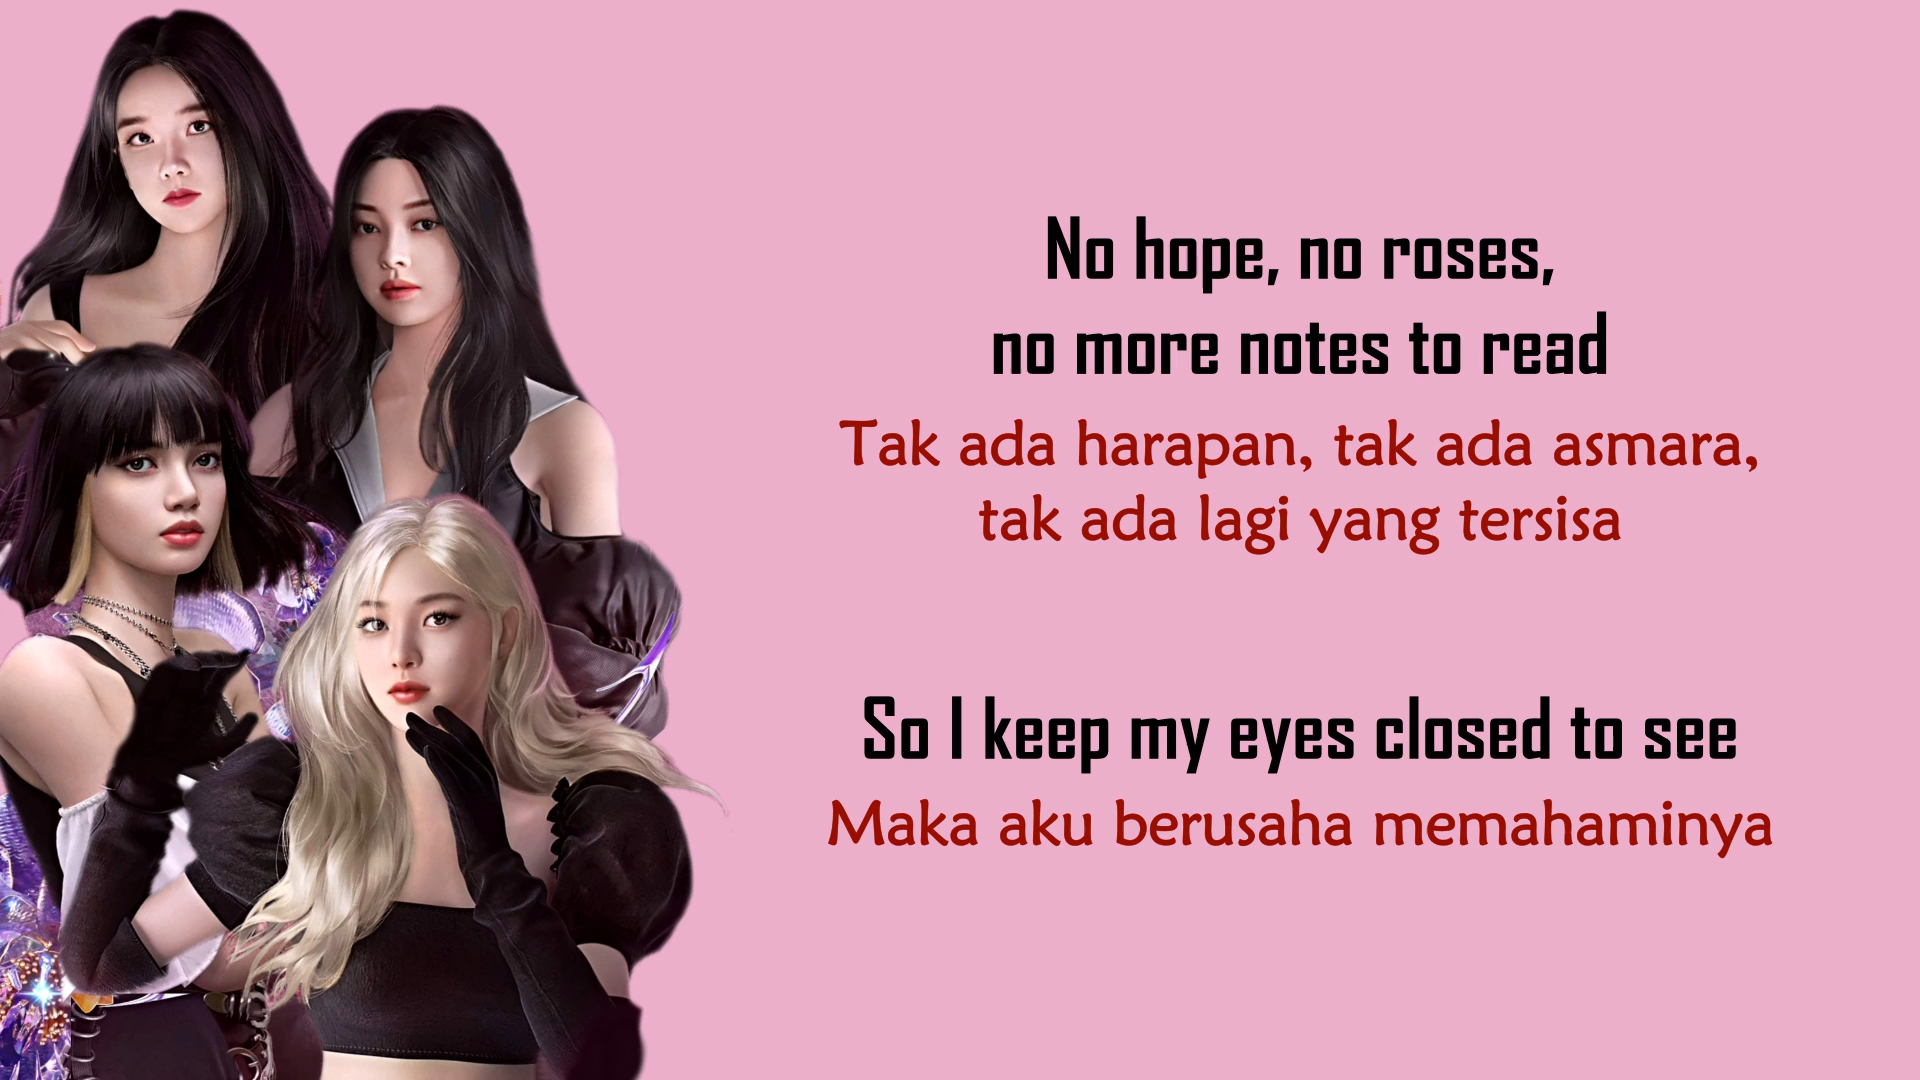 No hope, no roses,
no more notes to read
Tak ada harapan, tak ada asmara,
tak ada lagi yang tersisa
So I keep my eyes closed to see
Maka aku berusaha memahaminya